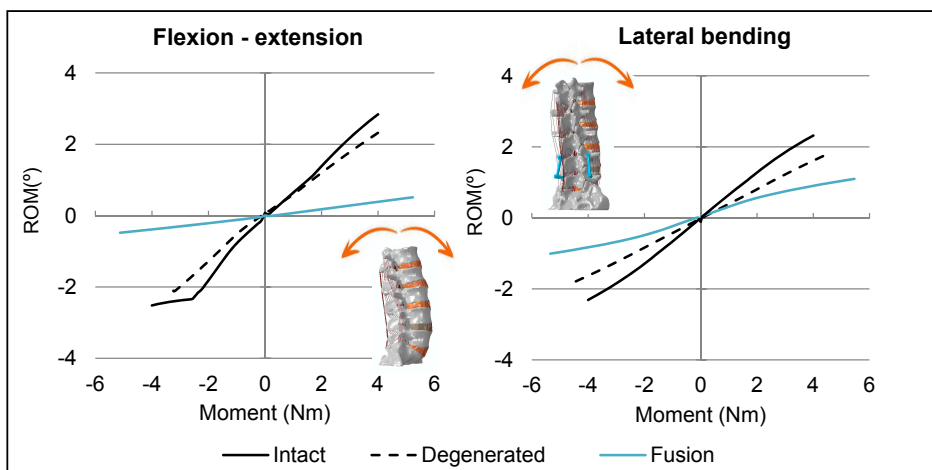 Flexion - extension
4
2
0
-2
-4
ROM(º)
-6 -4 -2 0 2 4 6
Moment (Nm)
Lateral bending
4
2
0
-2
-4
ROM(º)
-6 -4 -2 0 2 4 6
Moment (Nm)
Intact Degenerated Fusion